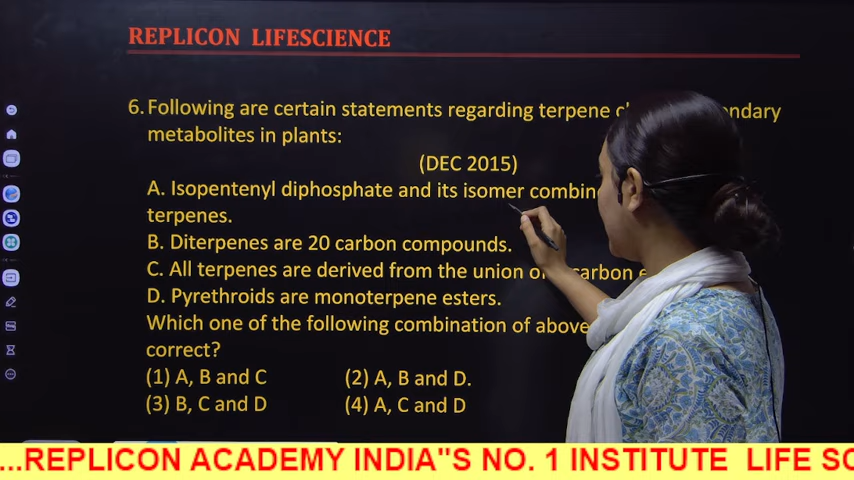 REPLICON LIFESCIENCE
6. Following are certain statements regarding terpene
metabolites in plants:
(DEC 2015)
A. Isopentenyl diphosphate and its isomer
terpenes.
B. Diterpenes are 20 carbon compounds.
C. All terpenes are derived from the union carbon
D. Pyrethroids are monoterpene esters.
Which one of the following combination of above
correct?
(1) A, B and C (2) A, B and D.
(3) B, C and D (4) A, C and D
...REPLICON ACADEMY INDIA"S NO. 1 INSTITUTE LIFE